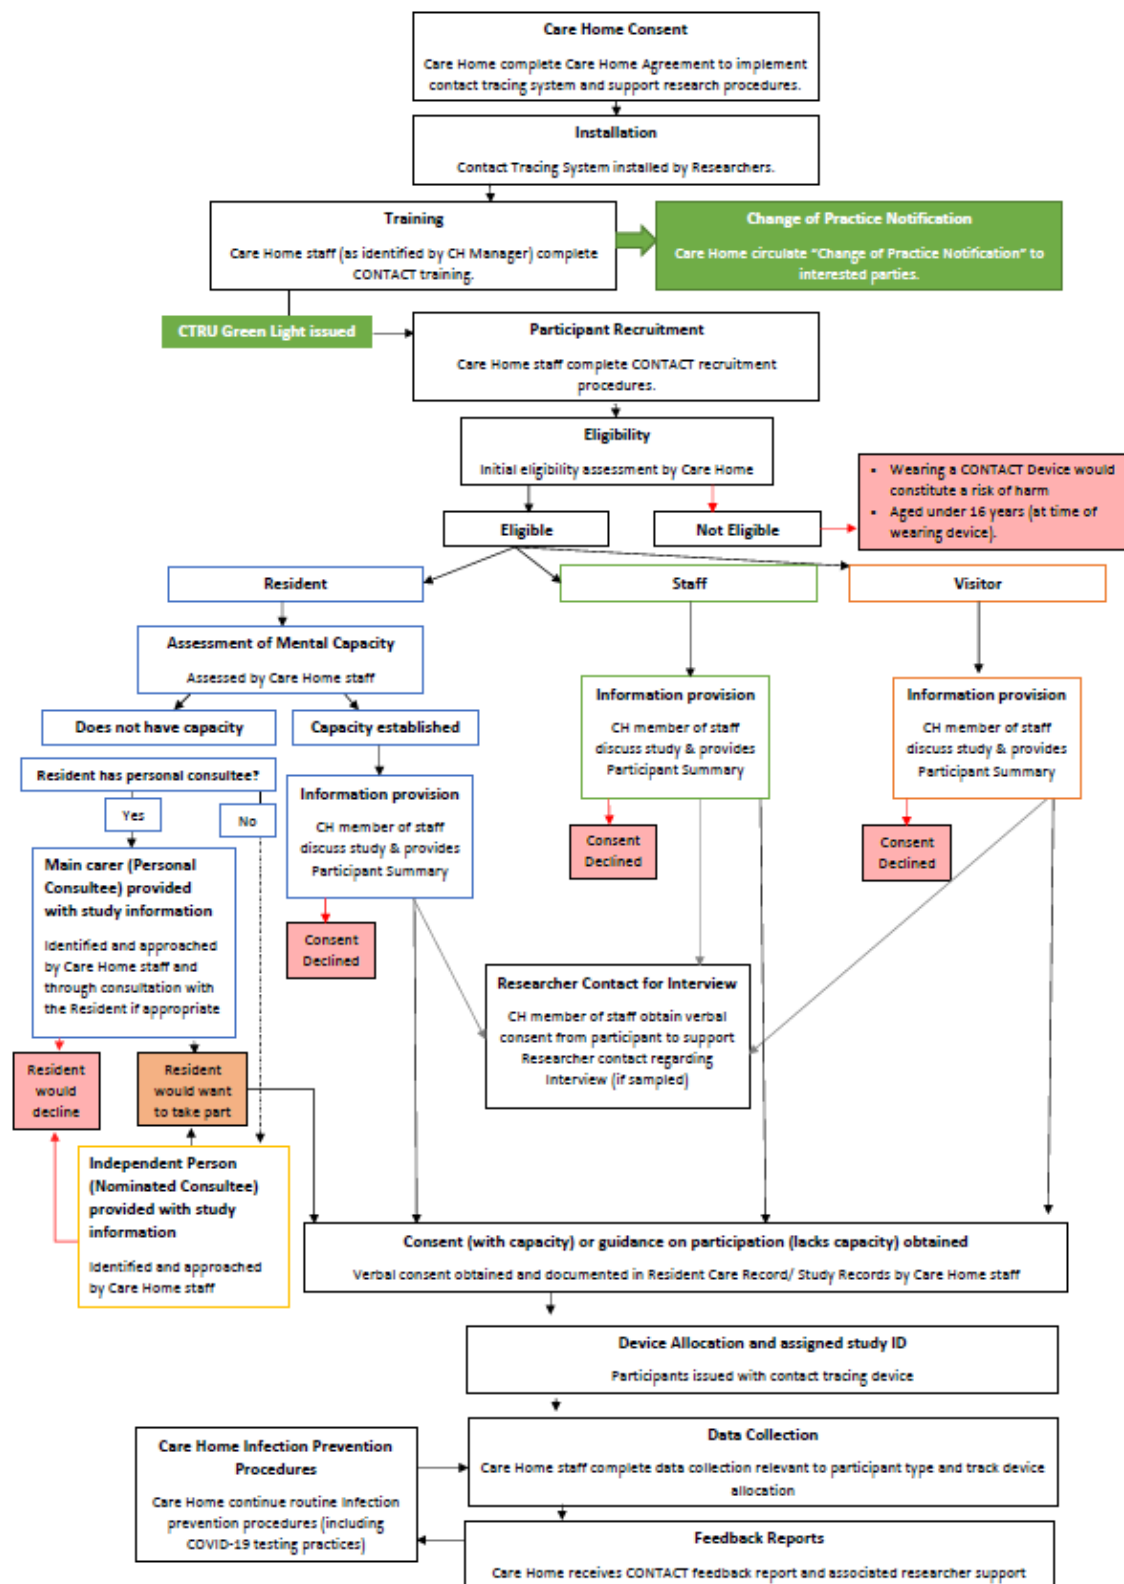 Care Home Consent
Care Home complete Care Home Agreement to implement
contact tracing system and support research procedures.
Installation
Contact Tracing System installed by Researchers.
Training
Care Home staff (as identified by CH Manager) complete
CONTACT training.
Change of Practice Notification
Care Home circulate "Change of Practice Notification" to
interested parties.
CTRU Green Light issued
Participant Recruitment
Care Home staff complete CONTACT recruitment
procedures.
Eligibility
Initial eligibility assessment by Care Home
• Wearing a CONTACT Device would
constitute a risk of harm
• Aged under 16 years (at time of
wearing device).
Eligible
Not Eligible
Resident
Staff
Visitor
Assessment of Mental Capacity
Assessed by Care Home staff
Does not have capacity
Capacity established
Resident has personal consultee?
Yes
No
Information provision
CH member of staff
discuss study & provides
Participant Summary
Information provision
CH member of staff
discuss study & provides
Participant Summary
Information provision
CH member of staff
discuss study & provides
Participant Summary
Consent
Declined
Consent
Declined
Consent
Declined
Main carer (Personal
Consultee) provided
with study information
Identified and approached
by Care Home staff and
through consultation with
the Resident if appropriate
Researcher Contact for Interview
CH member of staff obtain verbal
consent from participant to support
Researcher contact regarding
Interview (if sampled)
Resident
would
decline
Resident
would want
to take part
Independent Person
(Nominated Consultee)
provided with study
information
Identified and approached
by Care Home staff
Consent (with capacity) or guidance on participation (lacks capacity) obtained
Verbal consent obtained and documented in Resident Care Record/ Study Records by Care Home staff
Device Allocation and assigned study ID
Participants issued with contact tracing device
Care Home Infection Prevention
Procedures
Care Home continue routine Infection
prevention procedures (including
COVID-19 testing practices)
Data Collection
Care Home staff complete data collection relevant to participant type and track device
allocation
Feedback Reports
Care Home receives CONTACT feedback report and associated researcher support